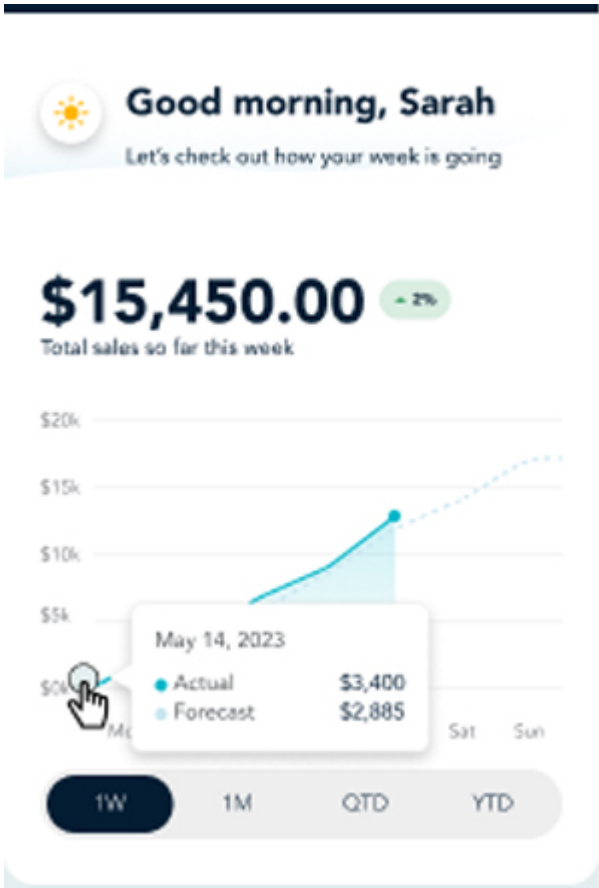 Good morning, Sarah
Let's check out how your week is going
$15,450.00 2%
Total sales so far this week
$20k
$15k
$10k
$5k
$0k
May 14, 2023
Actual $3,400
Forecast $2,885
Sat Sun
1W 1M QTD YTD